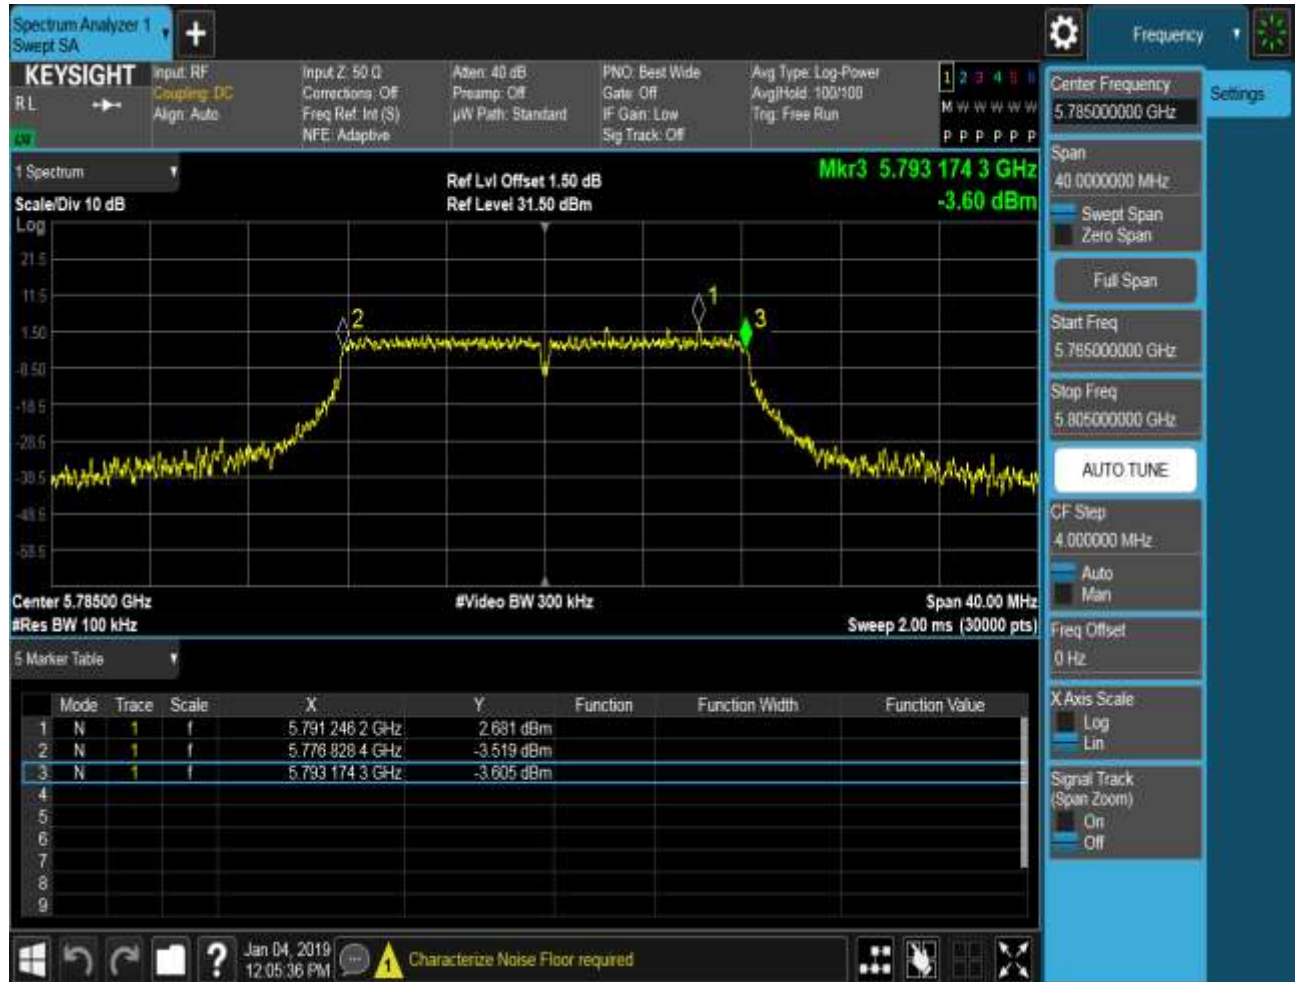 Spectrum Analyzer 1
Swept SA
Frequency
KEYSIGHT
Input: RF
Coupling: DC
Align: Auto
Input Z: 50 Ω
Corrections: Off
Freq Ref: Int (S)
NFE: Adaptive
Atten: 40 dB
Preamp: Off
µW Path: Standard
PNO: Best Wide
Gate: Off
IF Gain: Low
Sig Track: Off
Avg Type: Log-Power
Avg|Hold: 100/100
Trig: Free Run
1 2 3 4 5 6
M W W W W W
P P P P P P
R L
1 Spectrum
Scale/Div 10 dB
Ref Lvl Offset 1.50 dB
Ref Level 31.50 dBm
Mkr3 5.793 174 3 GHz
-3.60 dBm
Log
21.5
11.5
1.50
-8.50
-18.5
-28.5
-38.5
-48.5
-58.5
2
1
3
Center 5.78500 GHz
#Res BW 100 kHz
#Video BW 300 kHz
Span 40.00 MHz
Sweep 2.00 ms (30000 pts)
5 Marker Table
Mode Trace Scale X Y Function Function Width Function Value
1 N 1 f 5.791 246 2 GHz 2.681 dBm
2 N 1 f 5.776 828 4 GHz -3.519 dBm
3 N 1 f 5.793 174 3 GHz -3.605 dBm
4
5
6
7
8
9
Jan 04, 2019
12:05:36 PM
Characterize Noise Floor required
Center Frequency
5.785000000 GHz
Settings
Span
40.0000000 MHz
Swept Span
Zero Span
Full Span
Start Freq
5.765000000 GHz
Stop Freq
5.805000000 GHz
AUTO TUNE
CF Step
4.000000 MHz
Auto
Man
Freq Offset
0 Hz
X Axis Scale
Log
Lin
Signal Track
(Span Zoom)
On
Off